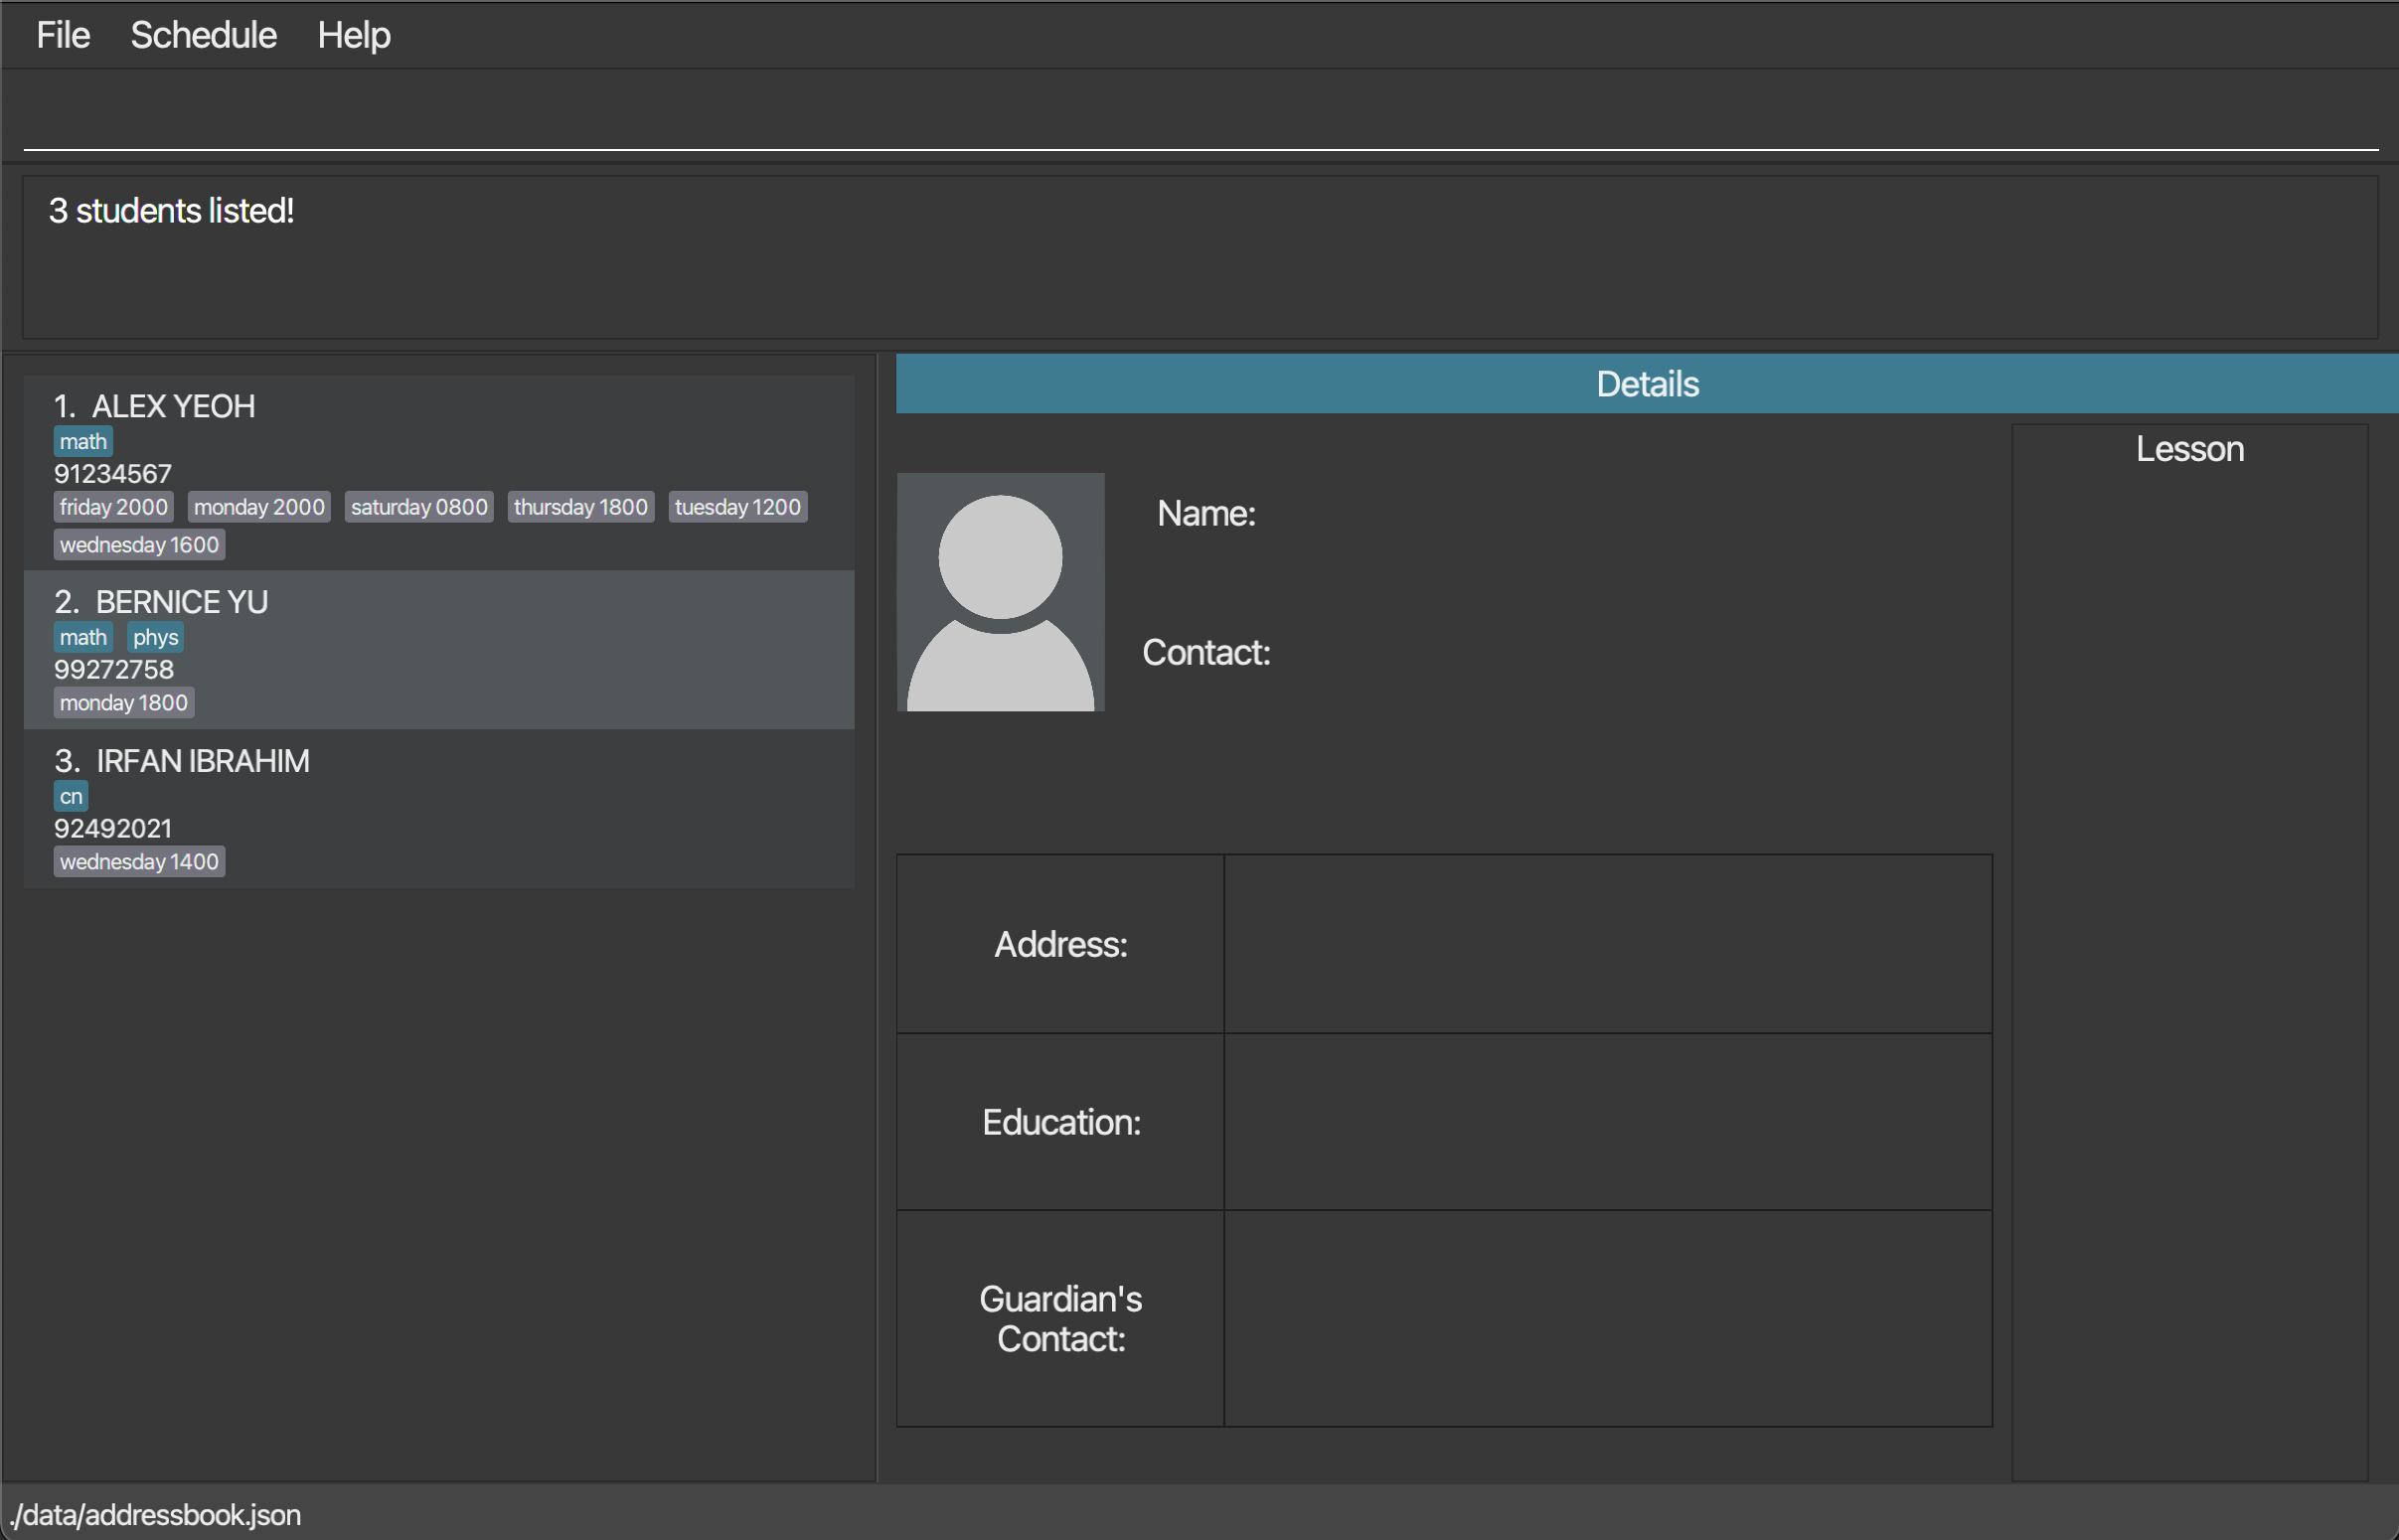 File Schedule Help
3 students listed!
1. ALEX YEOH
math
91234567
friday 2000 monday 2000 saturday 0800 thursday 1800 tuesday 1200
wednesday 1600
2. BERNICE YU
math phys
99272758
monday 1800
3. IRFAN IBRAHIM
cn
92492021
wednesday 1400
Details
Name:
Contact:
Address:
Education:
Guardian's
Contact:
Lesson
./data/addressbook.json